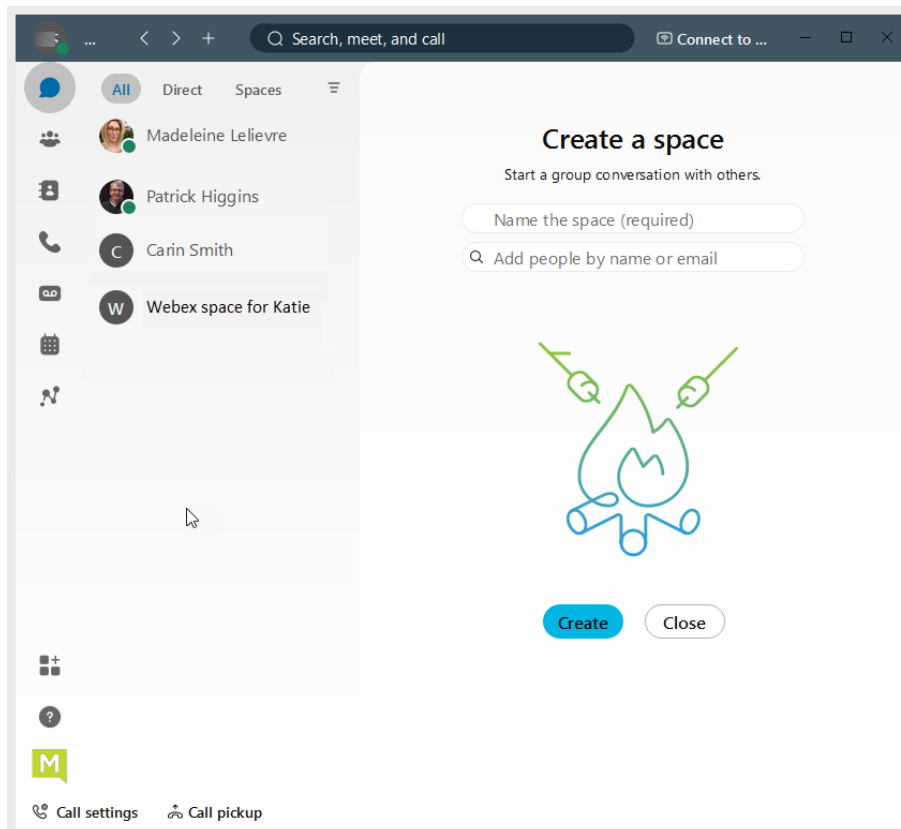 ...
Search, meet, and call
Connect to ...
All
Direct
Spaces
Madeleine Lelievre
Patrick Higgins
C
Carin Smith
W
Webex space for Katie
Create a space
Start a group conversation with others.
Name the space (required)
Add people by name or email
Create
Close
?
M
Call settings
Call pickup